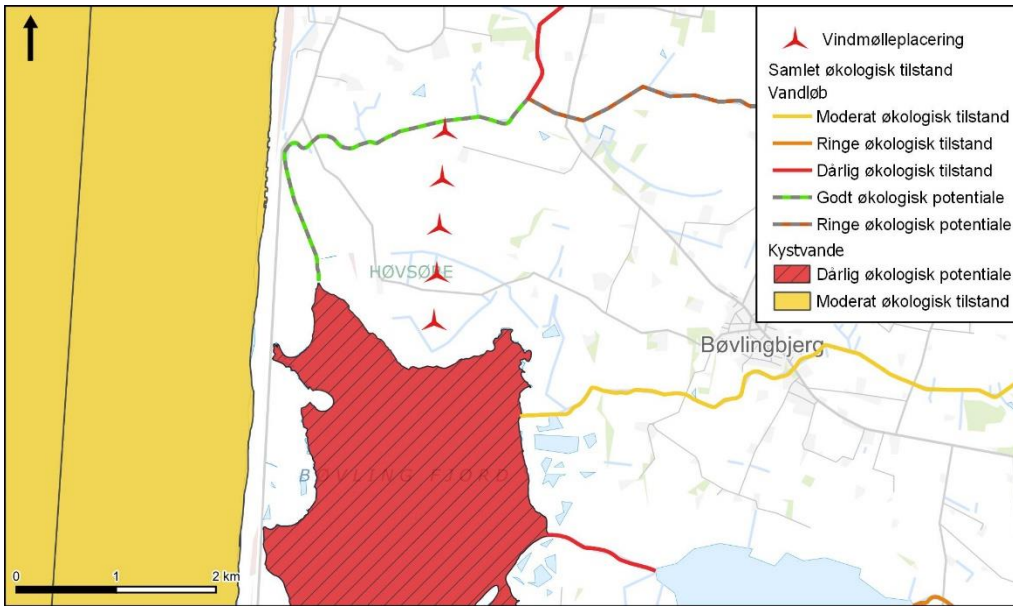 Vindmølleplacering
Samlet økologisk tilstand
Vandløb
Moderat økologisk tilstand
Ringe økologisk tilstand
Dårlig økologisk tilstand
Godt økologisk potentiale
Ringe økologisk potentiale
Kystvande
Dårlig økologisk potentiale
Moderat økologisk tilstand
HØVSØRE
Bøvlingbjerg
BØVLING FJORD
0 1 2 km